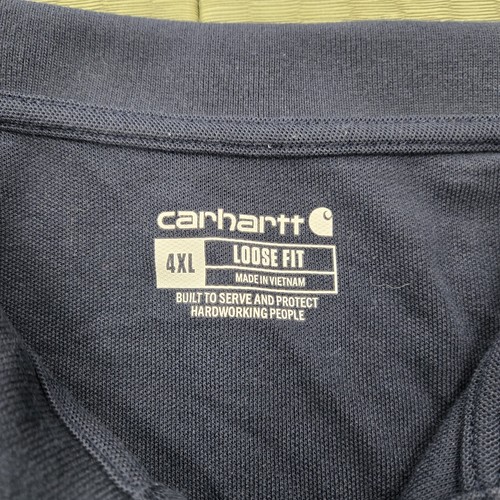 carhartt
4XL
LOOSE FIT
MADE IN VIETNAM
BUILT TO SERVE AND PROTECT
HARDWORKING PEOPLE